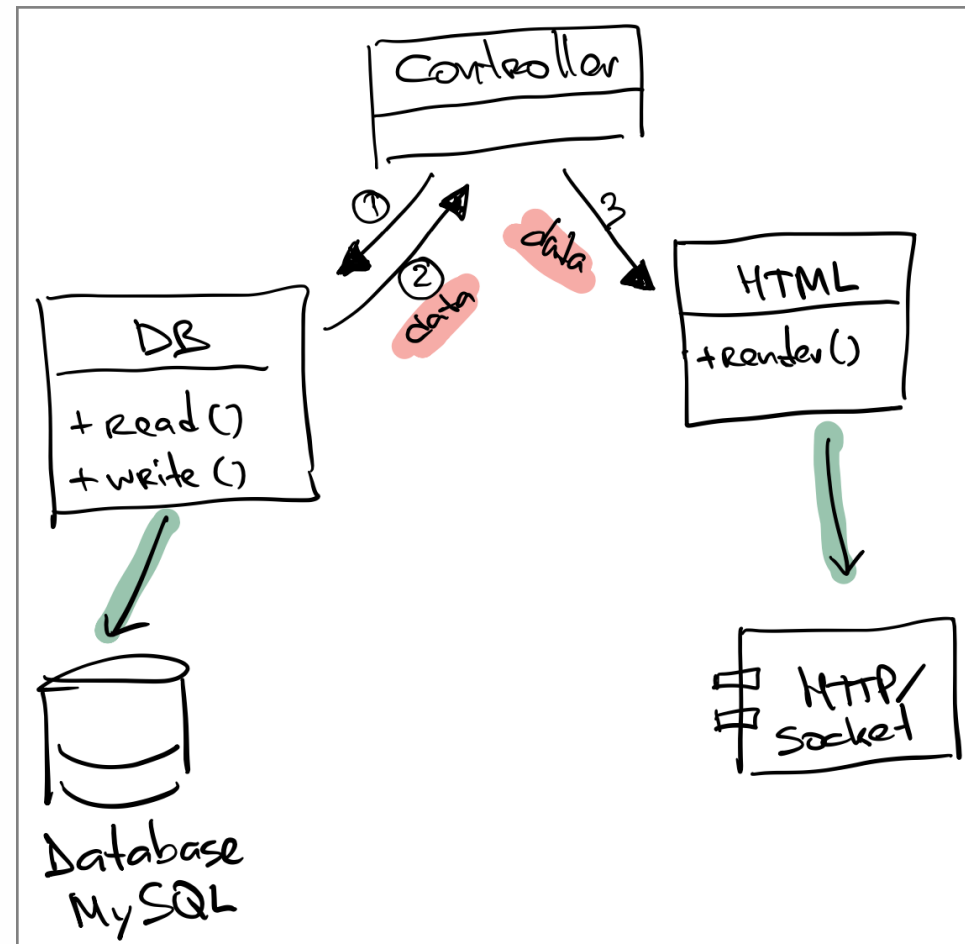 Controller
①
②
data
data
3
DB
+ read()
+ write()
HTML
+ render()
HTTP/
Socket
Database
MySQL